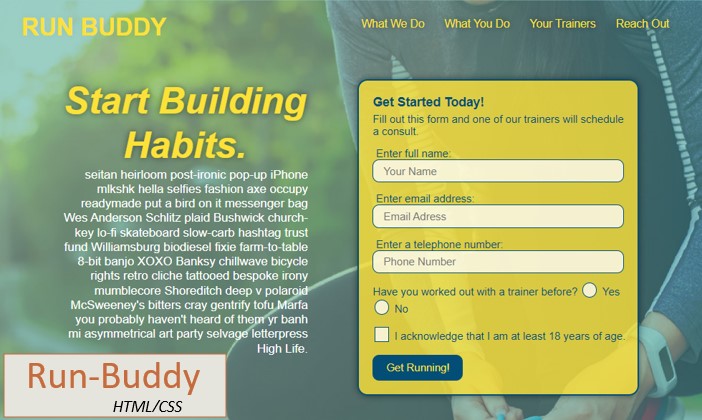 RUN BUDDY
What We Do What You Do Your Trainers Reach Out
Start Building
Habits.
seitan heirloom post-ironic pop-up iPhone
mlkshk hella selfies fashion axe occupy
readymade put a bird on it messenger bag
Wes Anderson Schlitz plaid Bushwick church-
key lo-fi skateboard slow-carb hashtag trust
fund Williamsburg biodiesel fixie farm-to-table
8-bit banjo XOXO Banksy chillwave bicycle
rights retro cliche tattooed bespoke irony
mumblecore Shoreditch deep v polaroid
McSweeney's bitters cray gentrify tofu Marfa
you probably haven't heard of them yr banh
mi asymmetrical art party selvage letterpress
High Life.
Get Started Today!
Fill out this form and one of our trainers will schedule
a consult.
Enter full name:
Your Name
Enter email address:
Email Adress
Enter a telephone number:
Phone Number
Have you worked out with a trainer before? Yes
No
I acknowledge that I am at least 18 years of age.
Get Running!
Run-Buddy
HTML/CSS